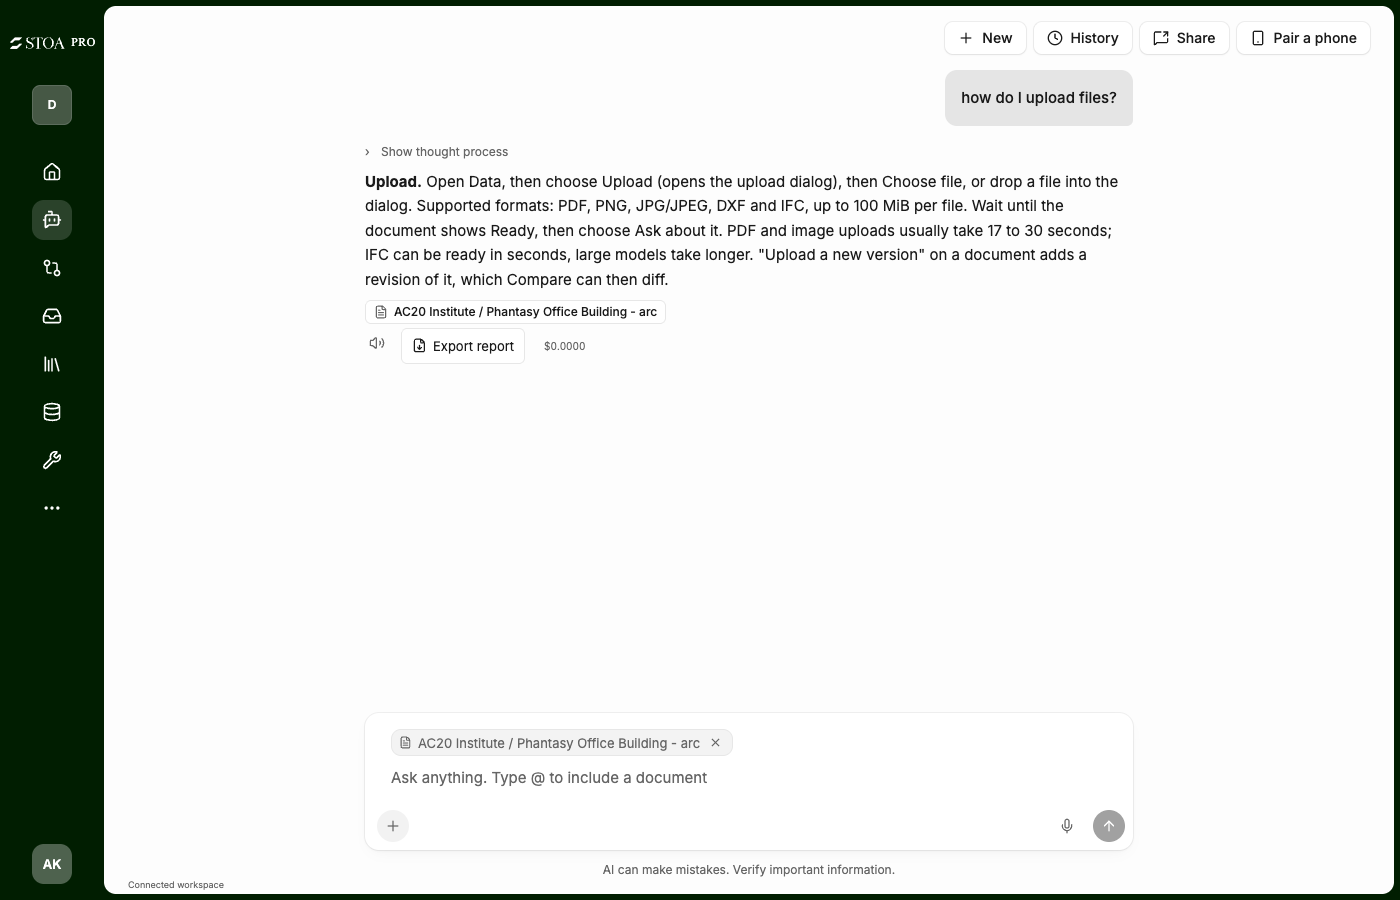 STOA PRO
New
History
Share
Pair a phone
D
how do I upload files?
Show thought process
Upload. Open Data, then choose Upload (opens the upload dialog), then Choose file, or drop a file into the
dialog. Supported formats: PDF, PNG, JPG/JPEG, DXF and IFC, up to 100 MiB per file. Wait until the
document shows Ready, then choose Ask about it. PDF and image uploads usually take 17 to 30 seconds;
IFC can be ready in seconds, large models take longer. "Upload a new version" on a document adds a
revision of it, which Compare can then diff.
AC20 Institute / Phantasy Office Building - arc
Export report
$0.0000
AC20 Institute / Phantasy Office Building - arc
Ask anything. Type @ to include a document
AK
AI can make mistakes. Verify important information.
Connected workspace